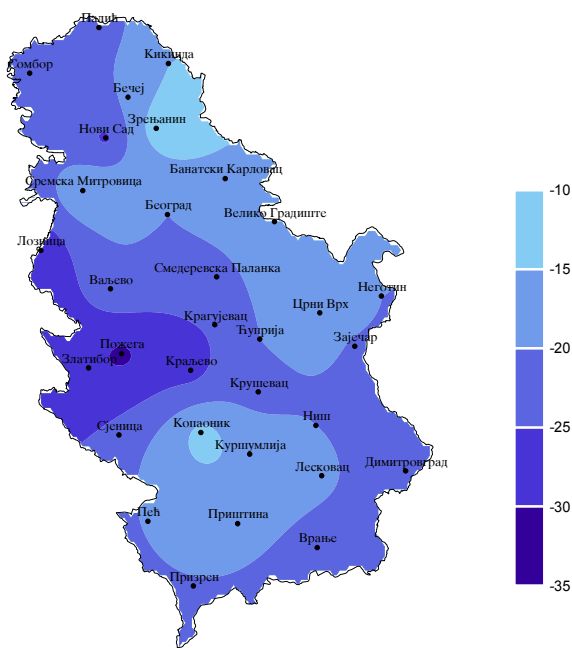 Палић
Кикинда
Сомбор
Бечеј
Зрењанин
Нови Сад
Банатски Карловац
Сремска Митровица
Београд
Велико Градиште
Лозница
Смедеревска Паланка
Ваљево
Неготин
Црни Врх
Крагујевац
Ћуприја
Зајечар
Пожега
Златибор
Краљево
Крушевац
Сјеница
Копаоник
Ниш
Куршумлија
Лесковац
Димитровград
Пећ
Приштина
Врање
Призрен
-10
-15
-20
-25
-30
-35